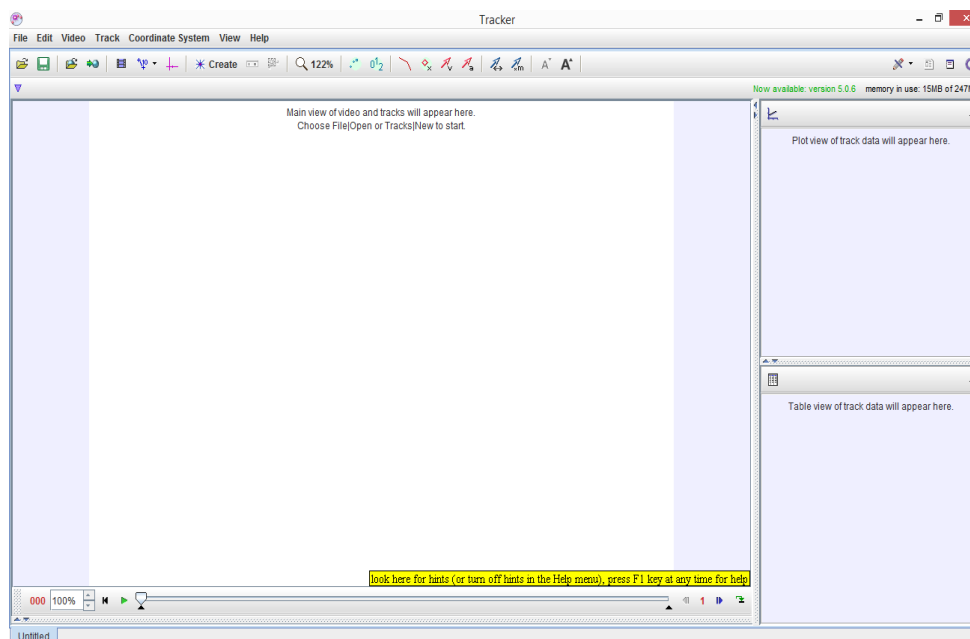 Tracker
File Edit Video Track Coordinate System View Help
Create 122%
Now available: version 5.0.6 memory in use: 15MB of 247
Main view of video and tracks will appear here.
Choose File|Open or Tracks|New to start.
Plot view of track data will appear here.
Table view of track data will appear here.
look here for hints (or turn off hints in the Help menu), press F1 key at any time for help
000 100% 1
Untitled